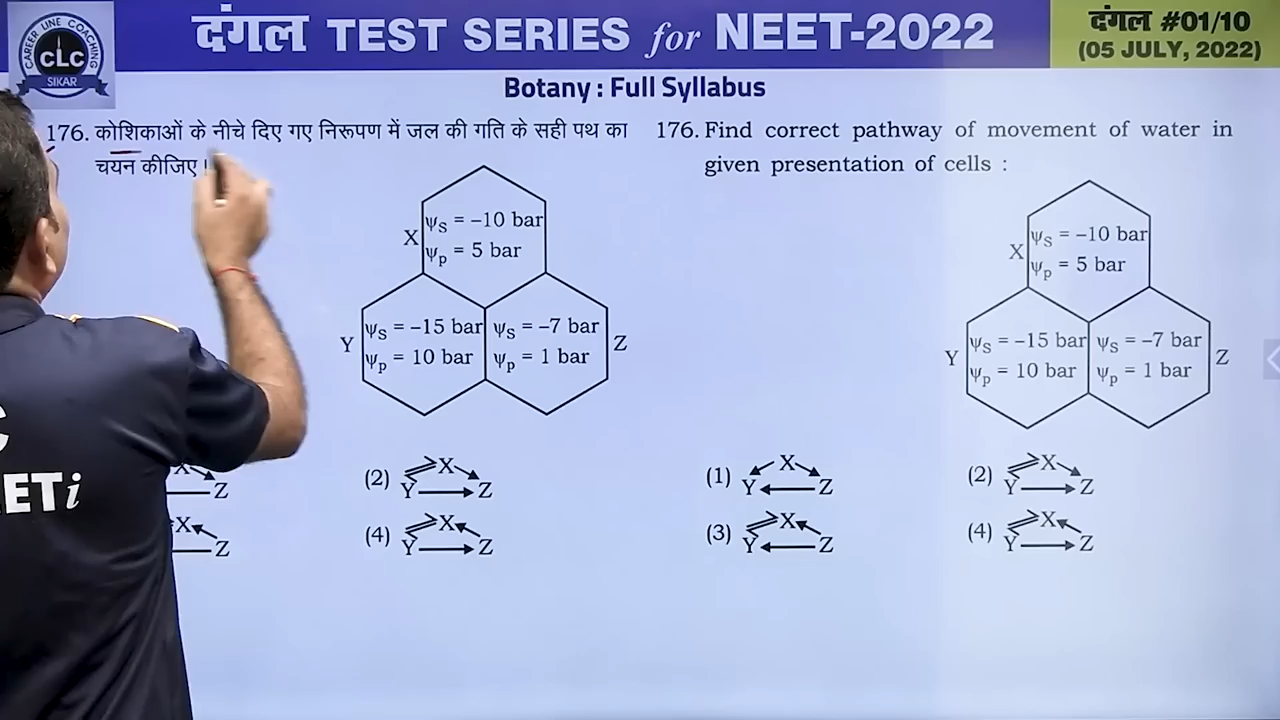 CAREER LINE COACHING
CLC
SIKAR
दंगल TEST SERIES for NEET-2022
दंगल #01/10
(05 JULY, 2022)
Botany : Full Syllabus
176. कोशिकाओं के नीचे दिए गए निरूपण में जल की गति के सही पथ का
चयन कीजिए।
X
ψS = –10 bar
ψp = 5 bar
Y
ψS = –15 bar
ψp = 10 bar
ψS = –7 bar
ψp = 1 bar
Z
X
Z
(2) X
Y Z
X
Z
(4) X
Y Z
176. Find correct pathway of movement of water in
given presentation of cells :
X
ψS = –10 bar
ψp = 5 bar
Y
ψS = –15 bar
ψp = 10 bar
ψS = –7 bar
ψp = 1 bar
Z
(1) X
Y Z
(2) X
Y Z
(3) X
Y Z
(4) X
Y Z
C
ETi